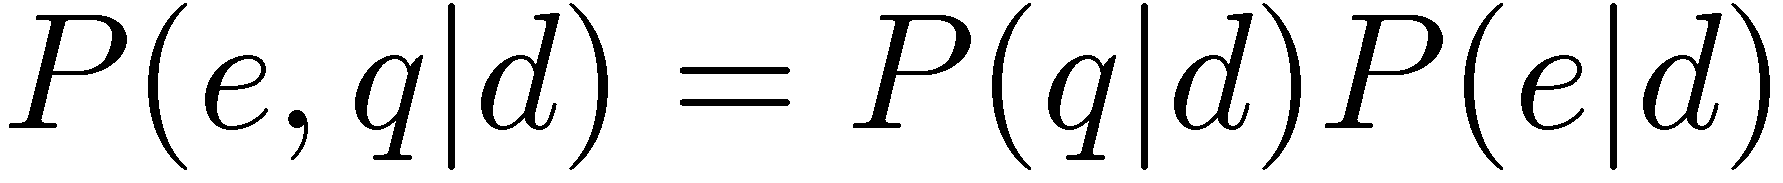 P(e, q|d) = P(q|d)P(e|d)